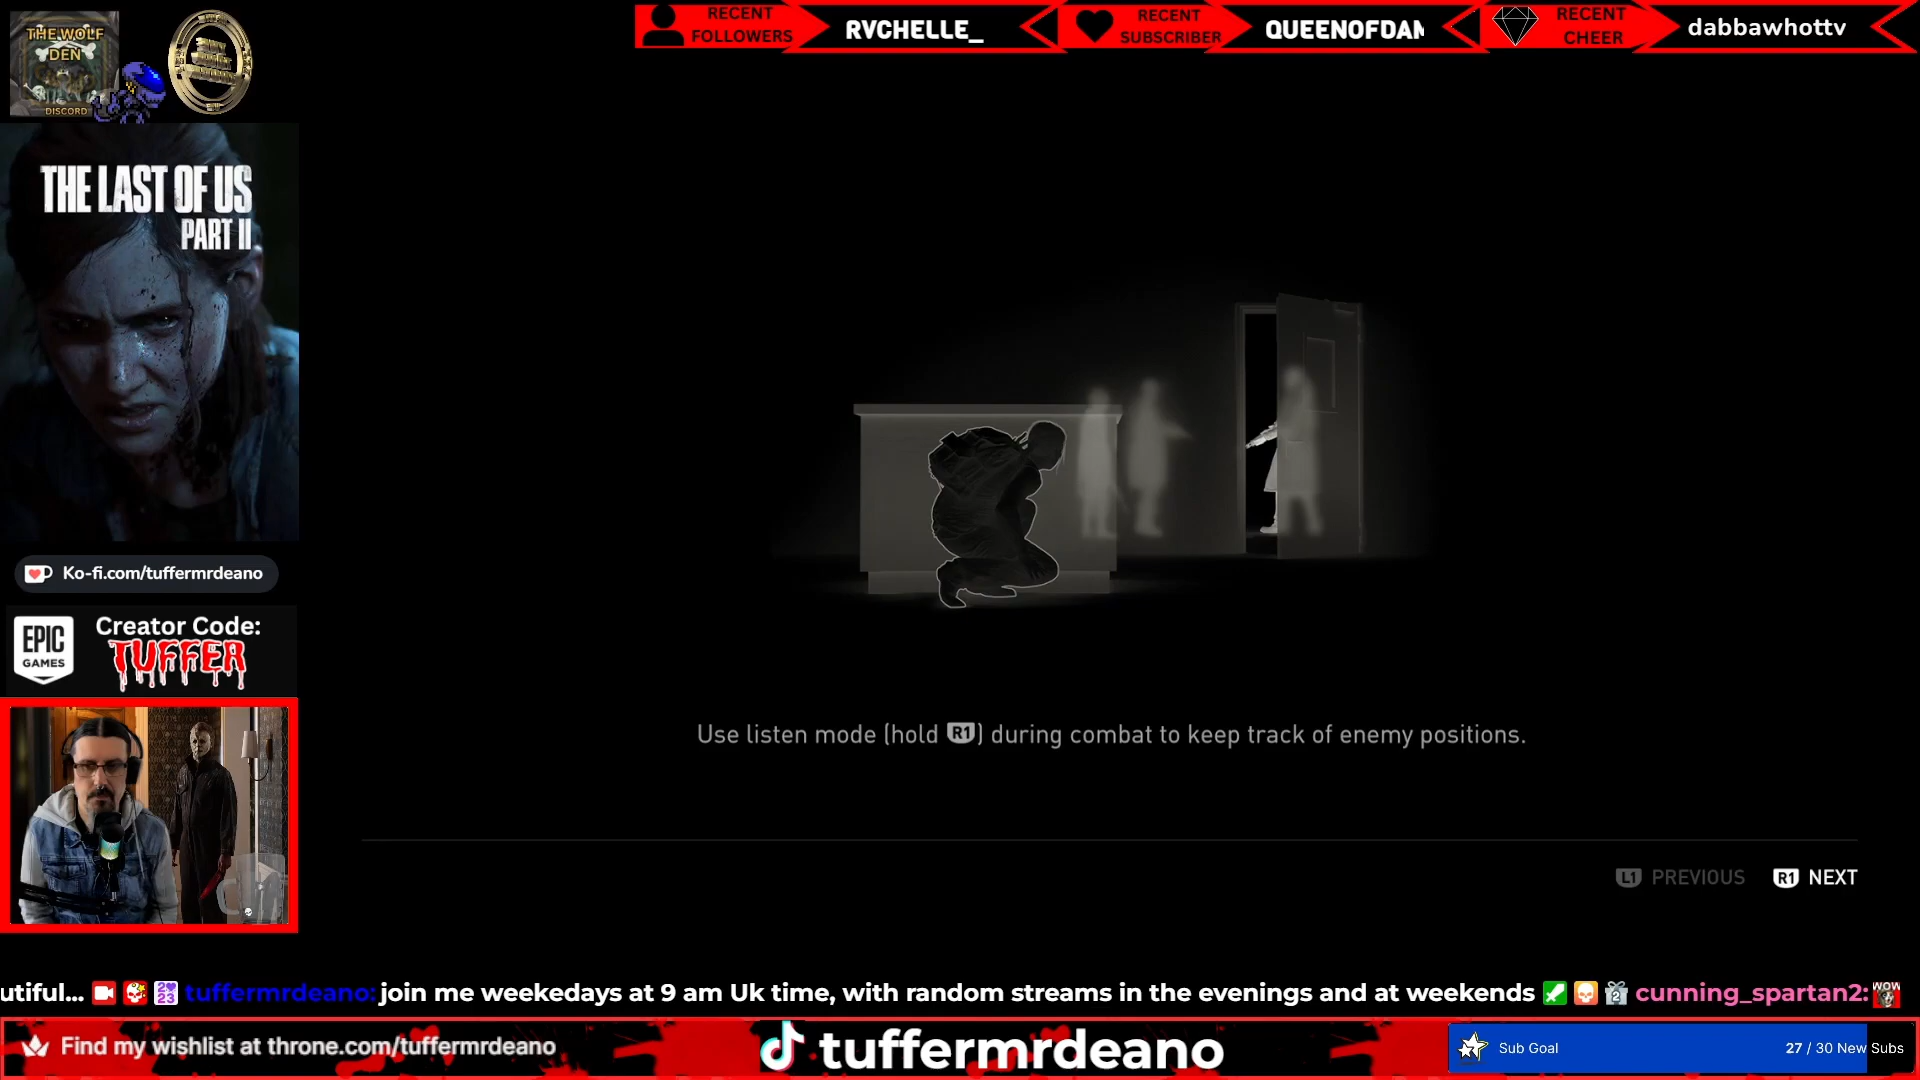 THE WOLF
DEN
DISCORD
RECENT
FOLLOWERS
RVCHELLE_
RECENT
SUBSCRIBER
QUEENOFDAN
RECENT
CHEER
dabbawhottv
THE LAST OF US
PART II
Ko-fi.com/tuffermrdeano
EPIC
GAMES
Creator Code:
TUFFER
Use listen mode (hold R1) during combat to keep track of enemy positions.
L1 PREVIOUS
R1 NEXT
utiful... tuffermrdeano: join me weekedays at 9 am Uk time, with random streams in the evenings and at weekends cunning_spartan2:
Find my wishlist at throne.com/tuffermrdeano
tuffermrdeano
Sub Goal
27 / 30 New Subs